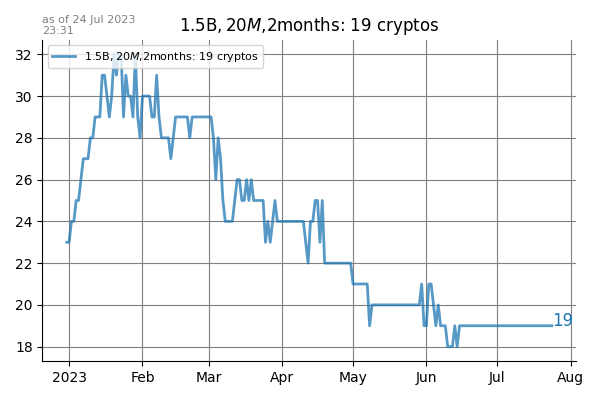 as of 24 Jul 2023
23:31
1.5B, 20M,2months: 19 cryptos
1.5B, 20M,2months: 19 cryptos
32
30
28
26
24
22
20
18
19
2023 Feb Mar Apr May Jun Jul Aug